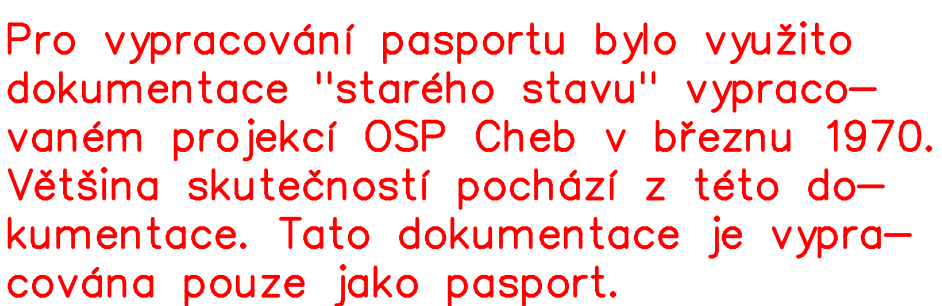 Pro vypracování pasportu bylo využito
dokumentace "starého stavu" vypraco–
vaném projekcí OSP Cheb v březnu 1970.
Většina skutečností pochází z této do–
kumentace. Tato dokumentace je vypra–
cována pouze jako pasport.